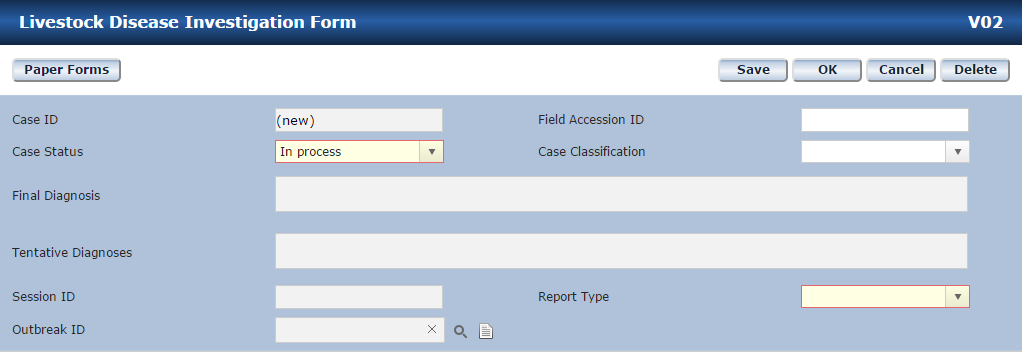 Livestock Disease Investigation Form V02
Paper Forms Save OK Cancel Delete
Case ID (new) Field Accession ID
Case Status In process Case Classification
Final Diagnosis
Tentative Diagnoses
Session ID Report Type
Outbreak ID